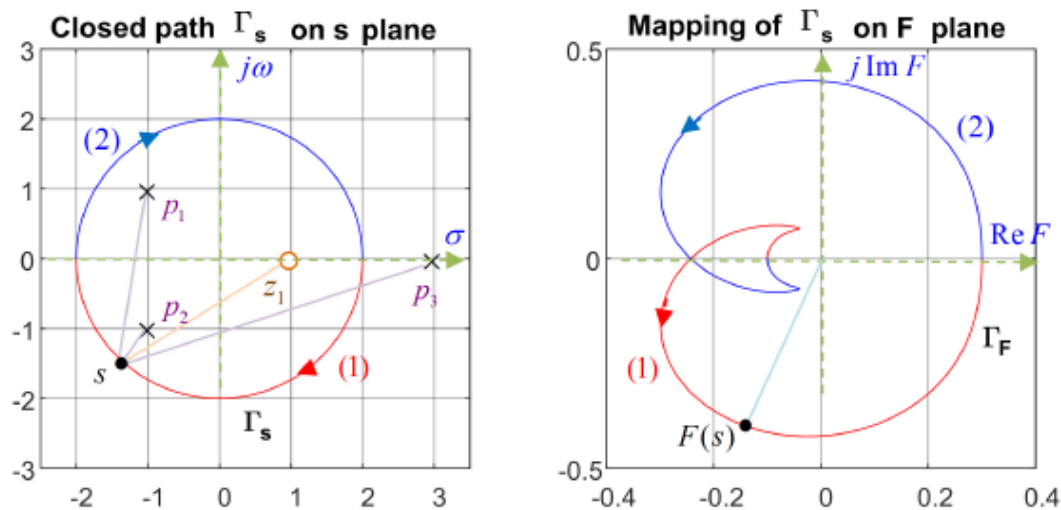 Closed path Γs on s plane
3
2
1
0
-1
-2
-3
-2 -1 0 1 2 3
jω
(2)
p1
σ
z1
p3
p2
s
(1)
Γs
Mapping of Γs on F plane
0.5
0
-0.5
-0.4 -0.2 0 0.2 0.4
j Im F
(2)
Re F
ΓF
(1)
F(s)